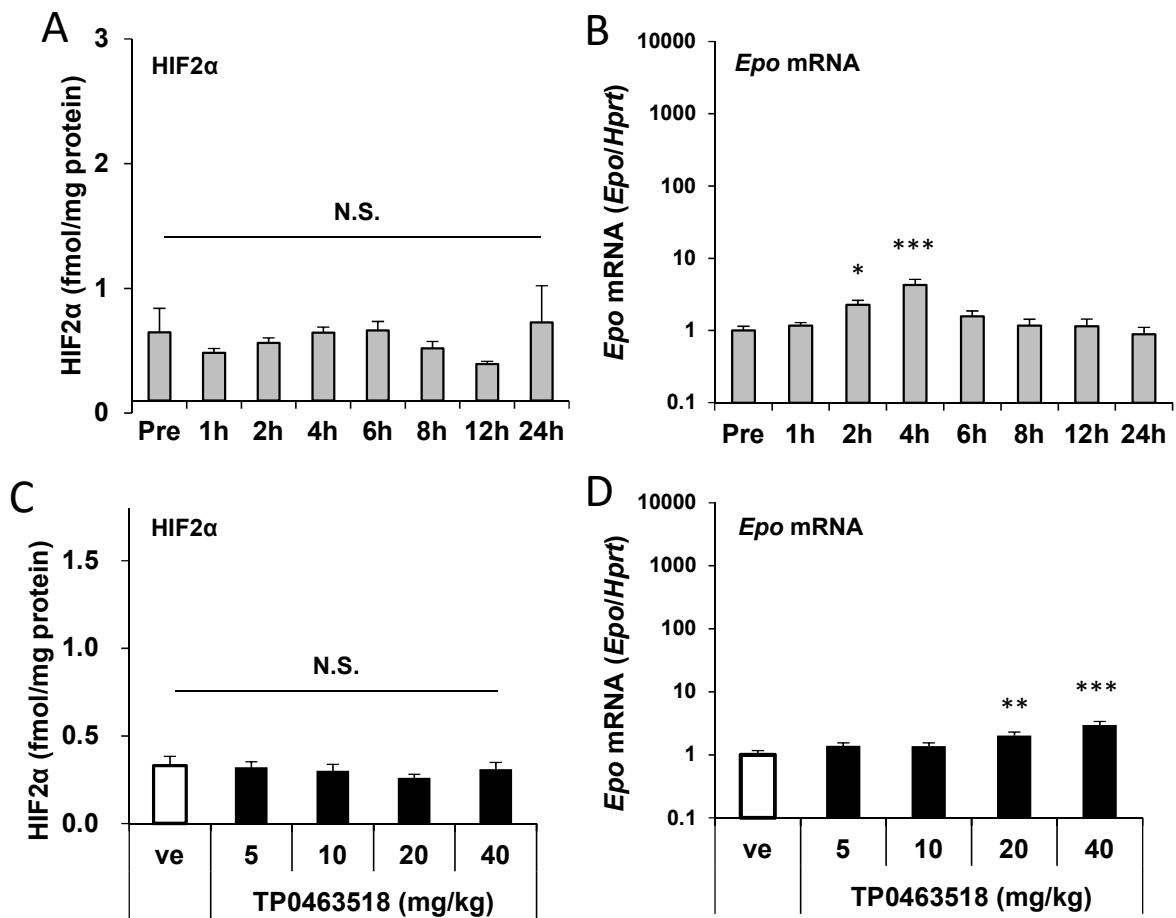 A
HIF2α
HIF2α (fmol/mg protein)
3
2
1
0
N.S.
Pre 1h 2h 4h 6h 8h 12h 24h
B
Epo mRNA
Epo mRNA (Epo/Hprt)
10000
1000
100
10
1
0.1
* ***
Pre 1h 2h 4h 6h 8h 12h 24h
C
HIF2α
HIF2α (fmol/mg protein)
1.5
1.0
0.5
0.0
N.S.
ve 5 10 20 40
TP0463518 (mg/kg)
D
Epo mRNA
Epo mRNA (Epo/Hprt)
10000
1000
100
10
1
0.1
** ***
ve 5 10 20 40
TP0463518 (mg/kg)